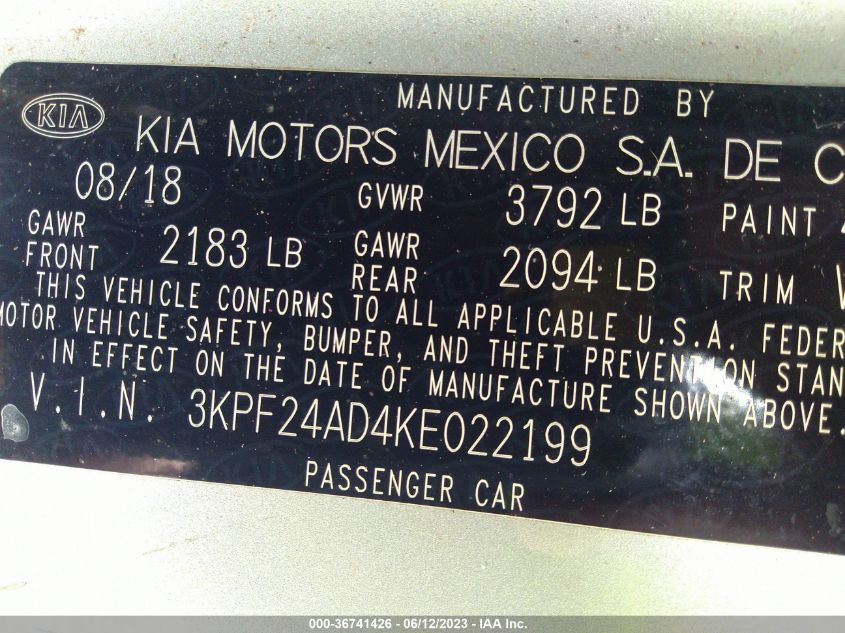 MANUFACTURED BY
KIA
KIA MOTORS MEXICO S.A. DE C
08/18 GVWR 3792 LB PAINT
GAWR FRONT 2183 LB GAWR REAR 2094 LB TRIM
THIS VEHICLE CONFORMS TO ALL APPLICABLE U.S.A. FEDER
MOTOR VEHICLE SAFETY, BUMPER, AND THEFT PREVENTION STAN
IN EFFECT ON THE DATE OF MANUFACTURE SHOWN ABOVE.
V.I.N. 3KPF24AD4KE022199
PASSENGER CAR
000-36741426 - 06/12/2023 - IAA Inc.